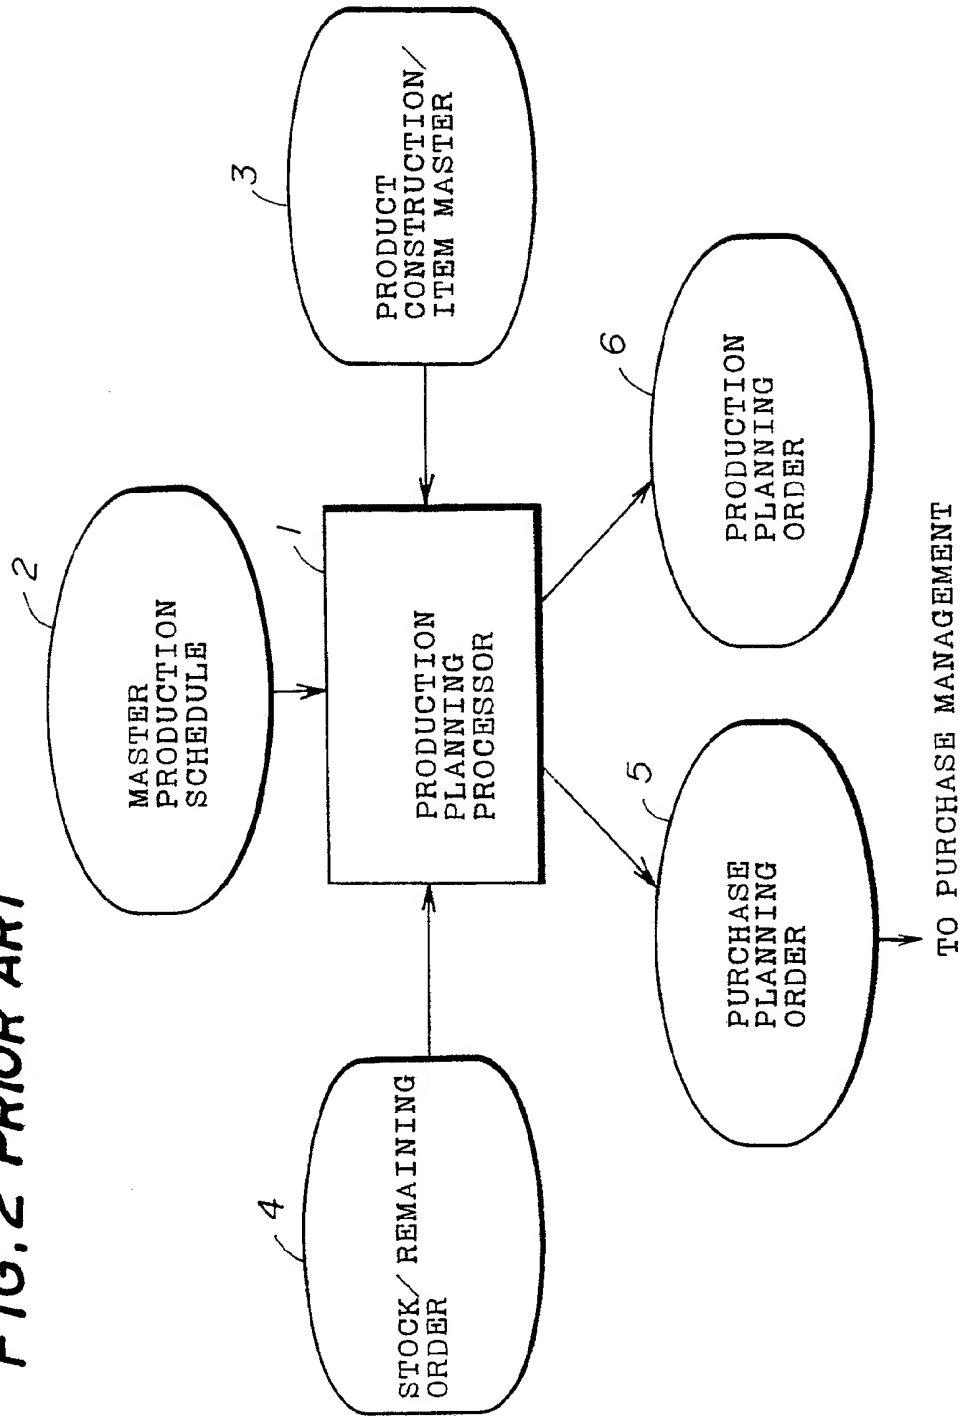 FIG. 2 PRIOR ART
2
MASTER
PRODUCTION
SCHEDULE
4
STOCK/REMAINING
ORDER
1
PRODUCTION
PLANNING
PROCESSOR
3
PRODUCT
CONSTRUCTION/
ITEM MASTER
5
PURCHASE
PLANNING
ORDER
6
PRODUCTION
PLANNING
ORDER
TO PURCHASE MANAGEMENT